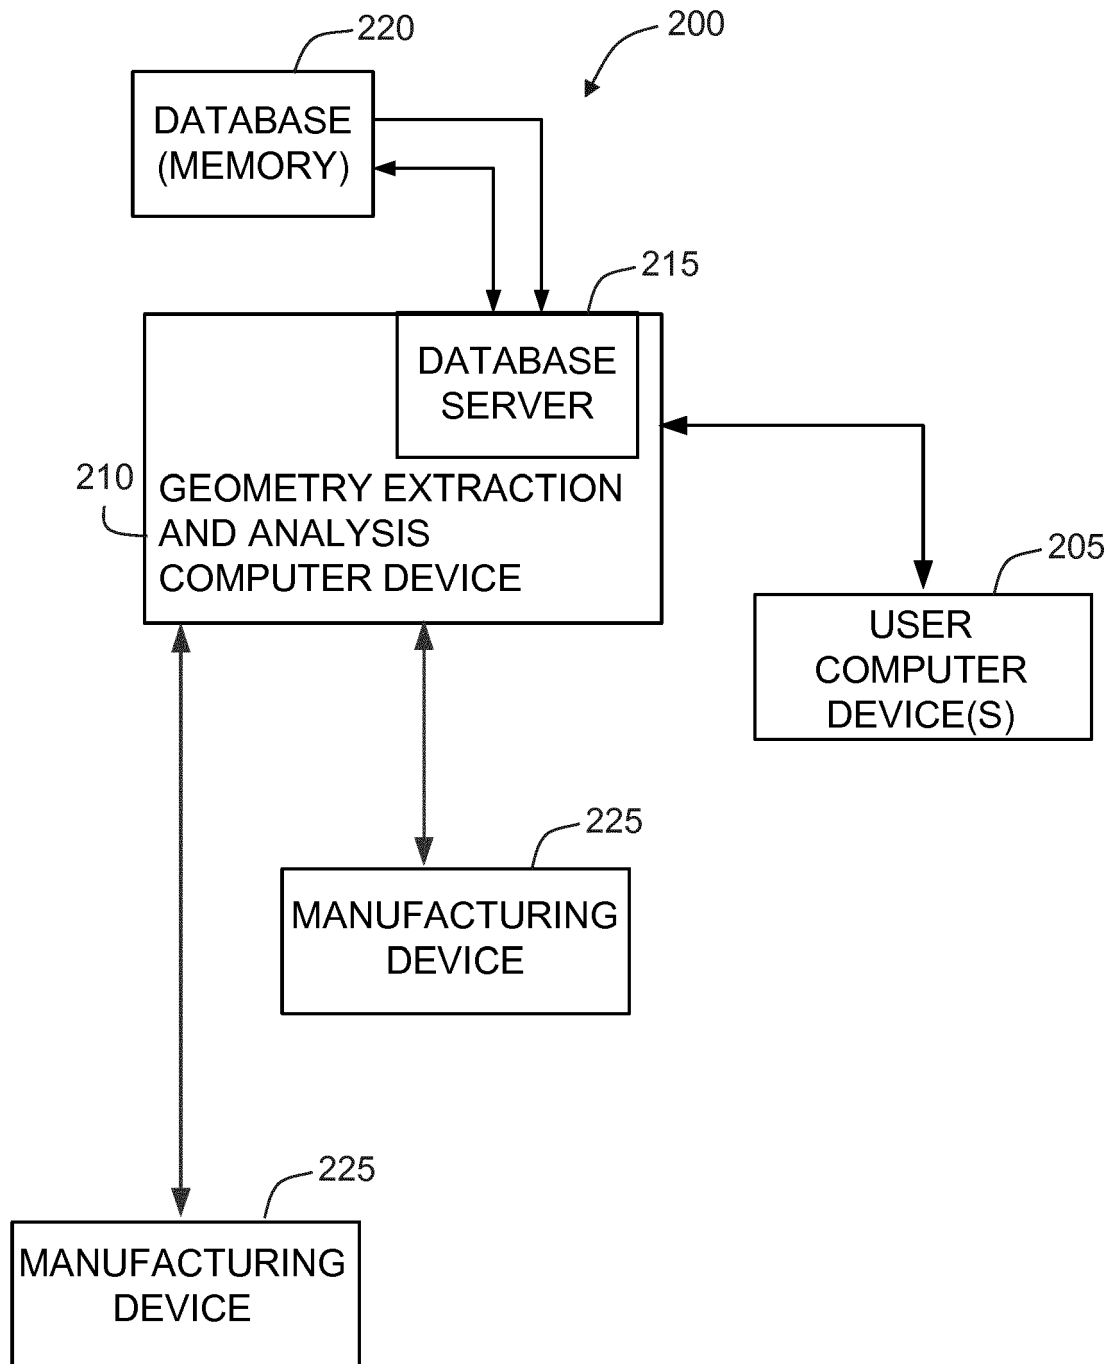 220
200
DATABASE
(MEMORY)
215
DATABASE
SERVER
210
GEOMETRY EXTRACTION
AND ANALYSIS
COMPUTER DEVICE
205
USER
COMPUTER
DEVICE(S)
225
MANUFACTURING
DEVICE
225
MANUFACTURING
DEVICE